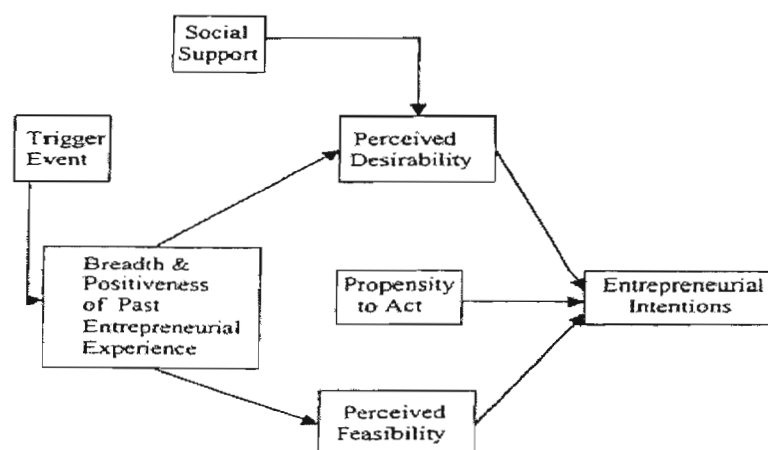 Social
Support
Trigger
Event
Perceived
Desirability
Breadth &
Positiveness
of Past
Entrepreneurial
Experience
Propensity
to Act
Entrepreneurial
Intentions
Perceived
Feasibility